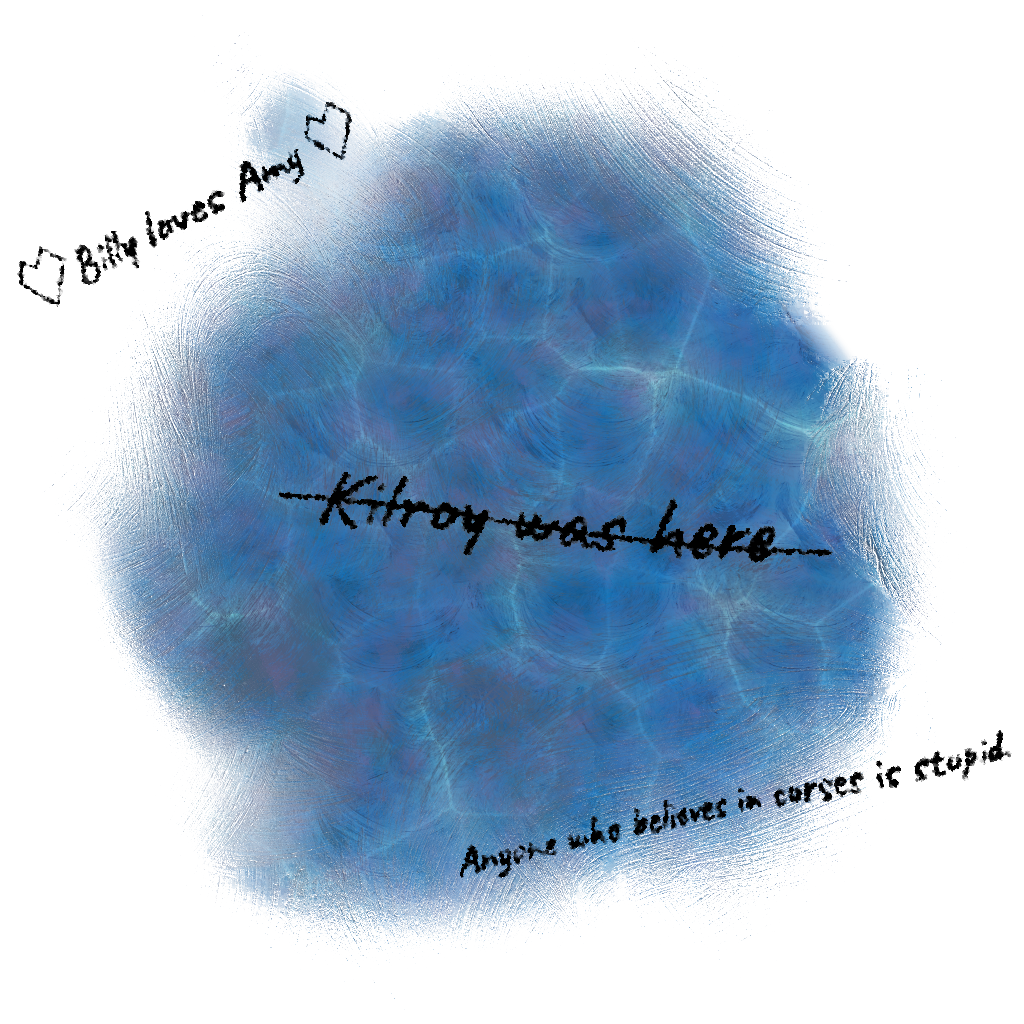 ♡ Billy loves Amy ♡
Kilroy was here
Anyone who believes in curses is stupid.